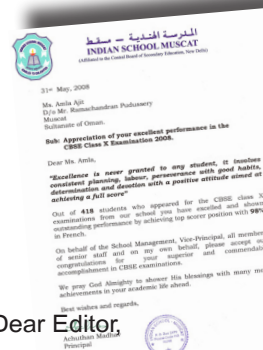 المدرسة الهندية – مسقط
INDIAN SCHOOL MUSCAT
(Affiliated to the Central Board of Secondary Education, New Delhi)
31st May, 2008
Ms. Amla Ajit
D/o Mr. Ramachandran Pudussery
Muscat
Sultanate of Oman.
Sub: Appreciation of your excellent performance in the
CBSE Class X Examination 2008.
Dear Ms. Amla,
"Excellence is never granted to any student, it involves
consistent planning, labour, perseverance with good habits,
determination and devotion with a positive attitude aimed at
achieving a full score"
Out of 418 students who appeared for the CBSE class X
examinations from our school you have excelled and shown
outstanding performance by achieving top scorer position with 98%
in French.
On behalf of the School Management, Vice-Principal, all members
of senior staff and on my own behalf, please accept our
congratulations for your superior and commendable
accomplishment in CBSE examinations.
We pray God Almighty to shower His blessings with many more
achievements in your academic life ahead.
Best wishes and regards,
Dear Editor,
Achuthan Madhav
Principal